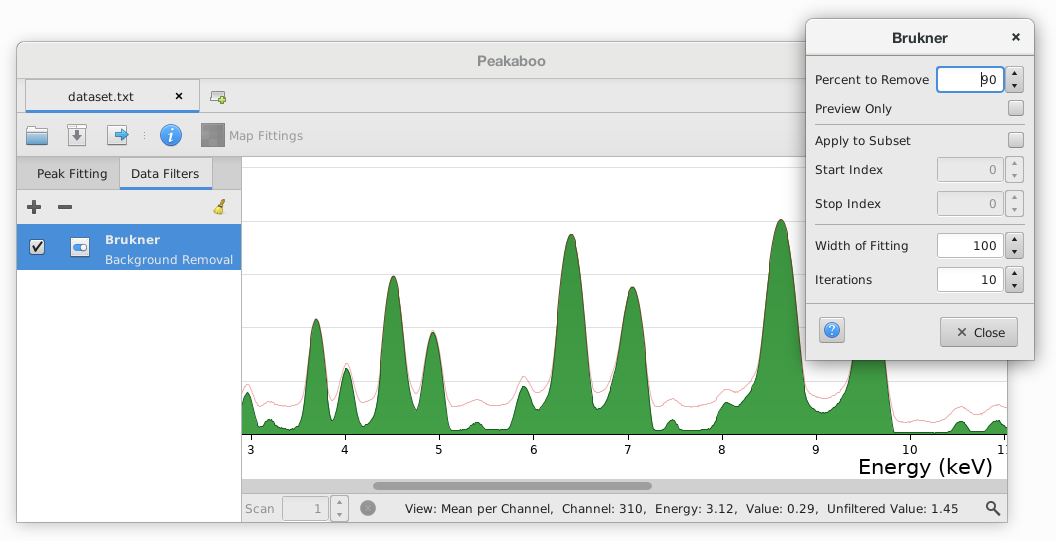 Peakaboo
dataset.txt ×
Map Fittings
Peak Fitting Data Filters
Brukner
Background Removal
3 4 5 6 7 8 9 10 11
Energy (keV)
Scan 1 View: Mean per Channel, Channel: 310, Energy: 3.12, Value: 0.29, Unfiltered Value: 1.45
Brukner ×
Percent to Remove 90
Preview Only
Apply to Subset
Start Index 0
Stop Index 0
Width of Fitting 100
Iterations 10
? × Close